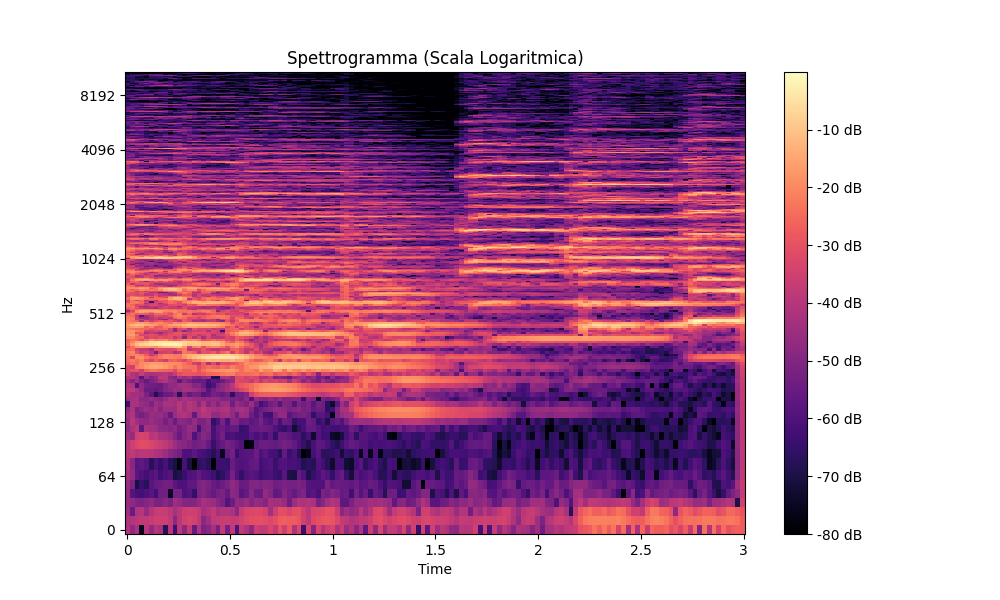 Spettrogramma (Scala Logaritmica)
Hz
8192
4096
2048
1024
512
256
128
64
0
0 0.5 1 1.5 2 2.5 3
Time
-10 dB
-20 dB
-30 dB
-40 dB
-50 dB
-60 dB
-70 dB
-80 dB